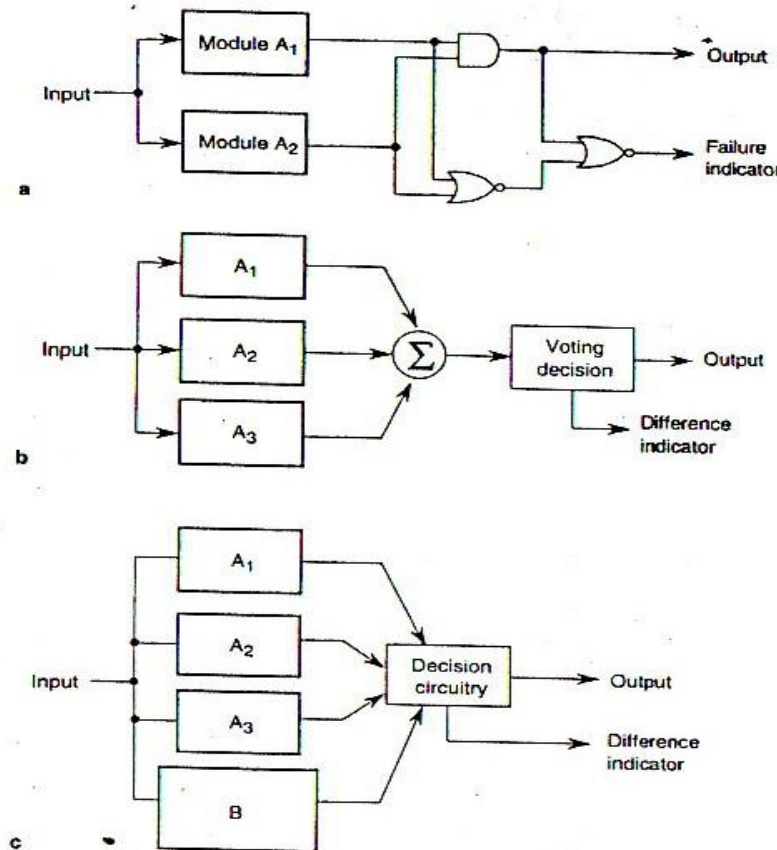 Module A1
Output
Input
Module A2
Failure
indicator
a
A1
Input
A2
Σ
Voting
decision
Output
A3
Difference
indicator
b
A1
A2
Decision
circuitry
Input
Output
A3
Difference
indicator
B
c